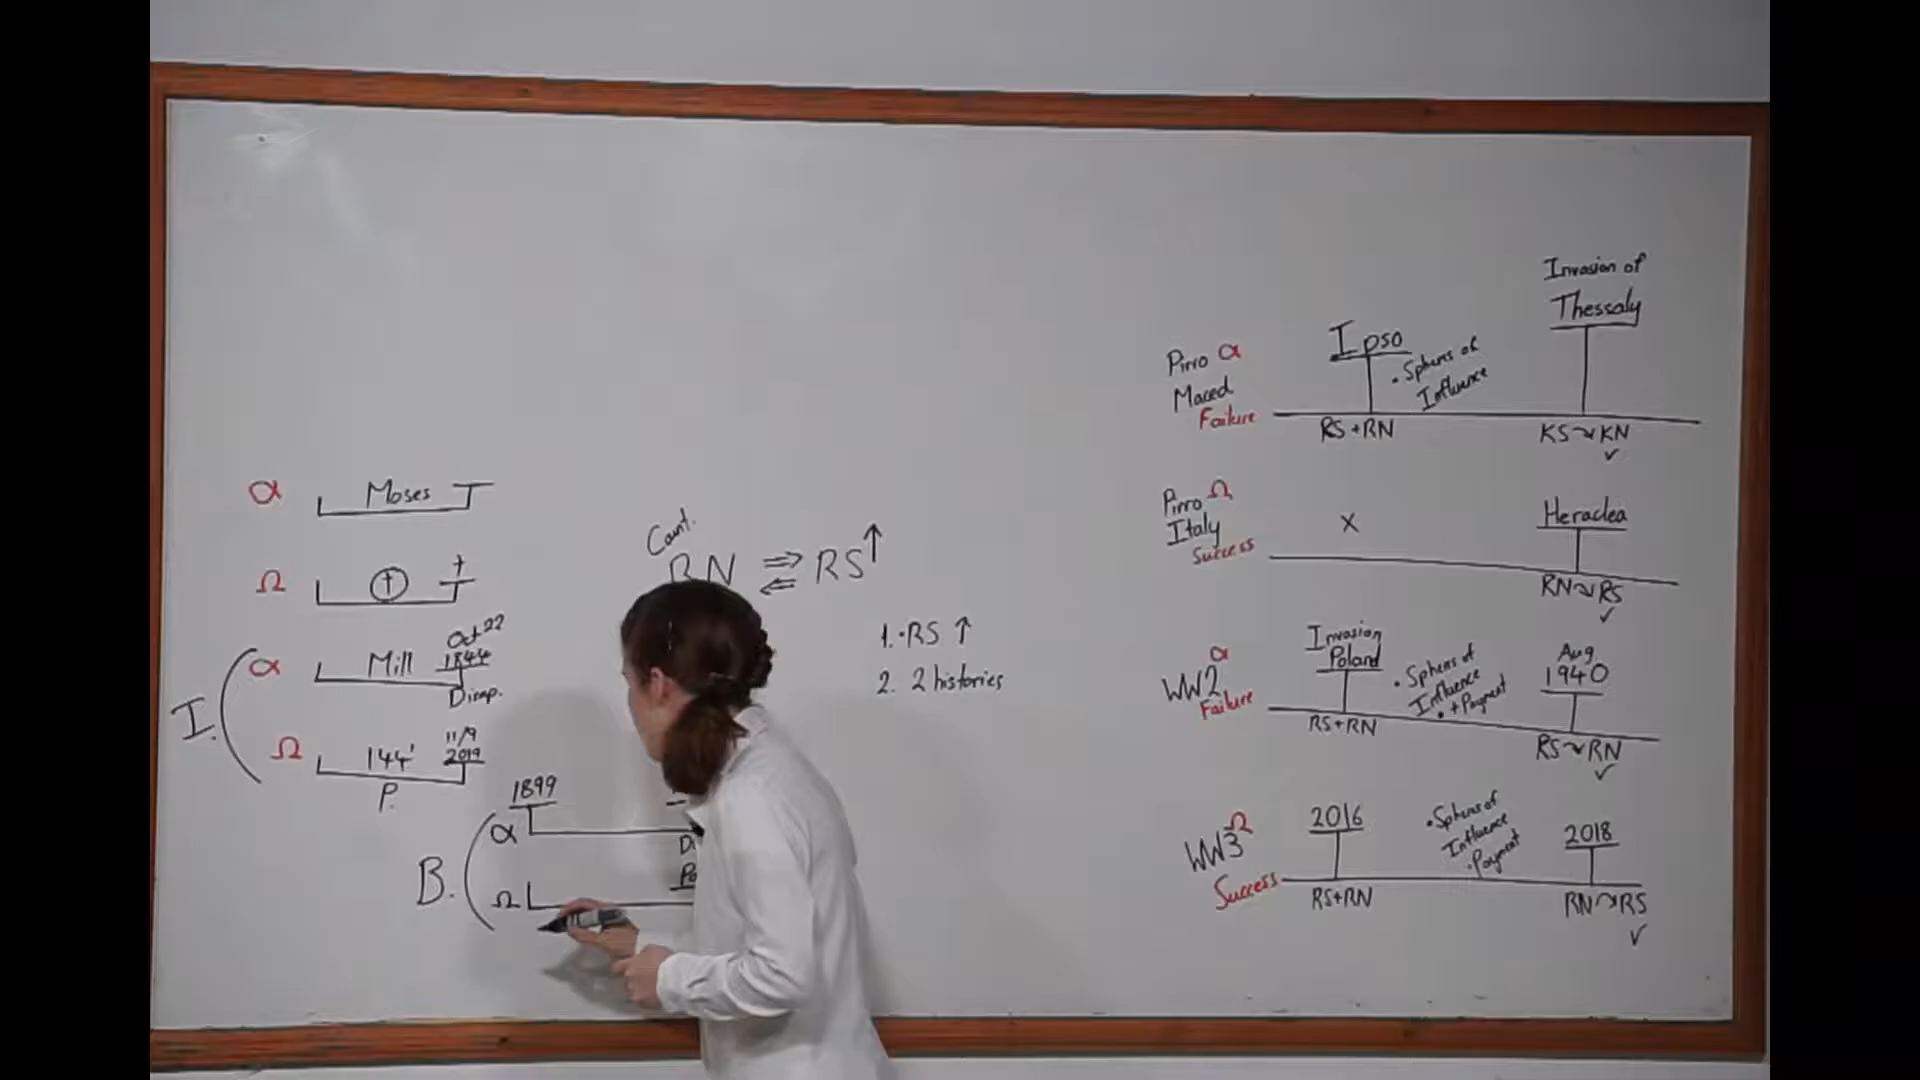 α Moses
Ω
I.
α Mill Oct 22
1844
Disap.
Ω 144' 11/9
2019
P.
B.
1899
α
Ω
Count.
RN ⇒ RS ↑
⇐
1. • RS ↑
2. 2 histories
Invasion of
Thessaly
Ipso
Pirro α
Maced
Failure
• Spheres of
Influence
RS + RN
KS ↝ KN
✓
Pirro Ω
Italy
Success
X
Heraclea
RN ↝ RS
✓
α
WW2
Failure
Invasion
Poland
• Spheres of
Influence
• + Payment
Aug
1940
RS + RN
RS ↝ RN
✓
Ω
WW3
Success
2016
• Spheres of
Influence
• Payment
2018
RS + RN
RN ↝ RS
✓